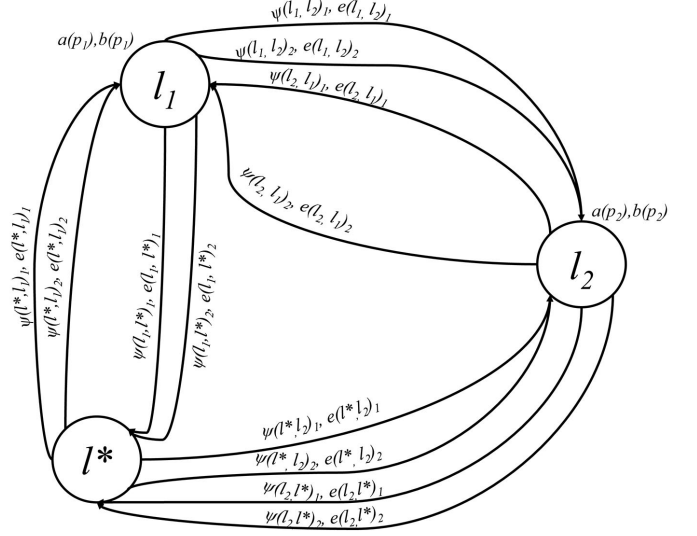 ψ(l₁, l₂)₁, e(l₁, l₂)₁
a(p₁),b(p₁)
ψ(l₁, l₂)₂, e(l₁, l₂)₂
l₁
ψ(l₂, l₁)₁, e(l₂, l₁)₁
ψ(l₂, l₁)₂, e(l₂, l₁)₂
a(p₂),b(p₂)
l₂
ψ(l*,l₁)₁, e(l*,l₁)₁
ψ(l*,l₁)₂, e(l*,l₁)₂
ψ(l₁,l*)₁, e(l₁, l*)₁
ψ(l₁,l*)₂, e(l₁, l*)₂
ψ(l*,l₂)₁, e(l*,l₂)₁
l*
ψ(l*, l₂)₂, e(l*, l₂)₂
ψ(l₂,l*)₁, e(l₂,l*)₁
ψ(l₂,l*)₂, e(l₂,l*)₂